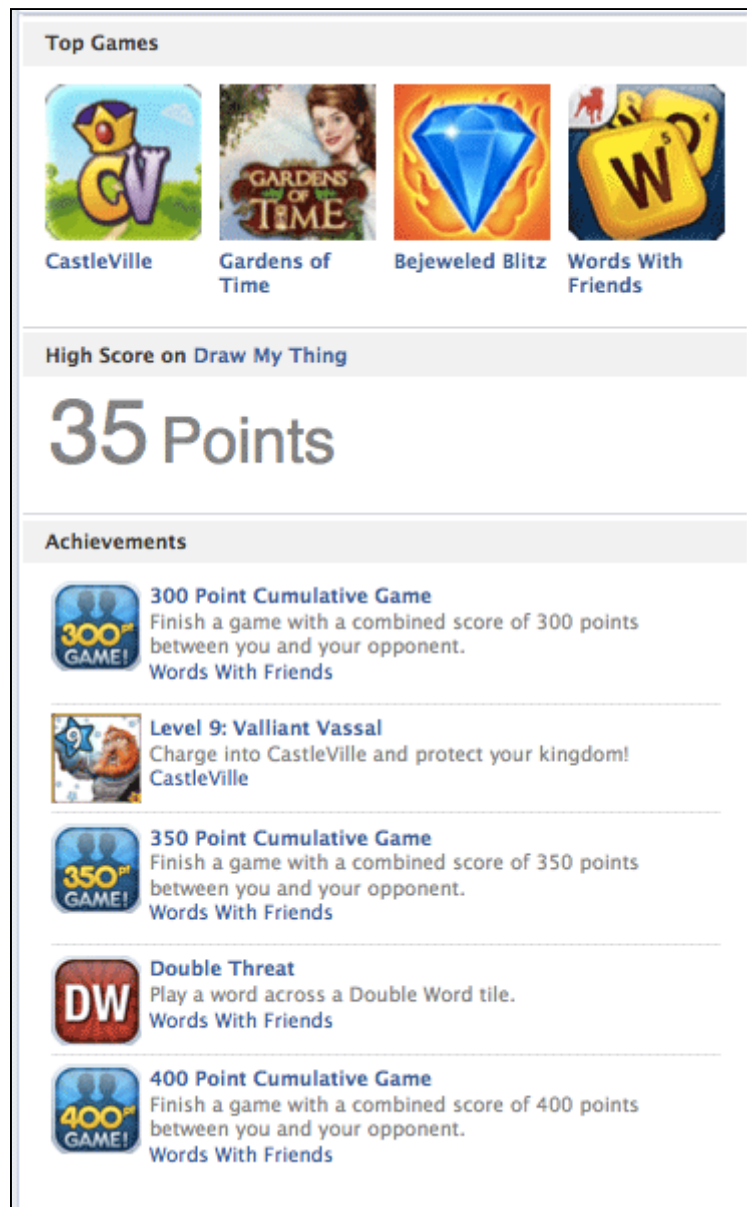 Top Games
CV
GARDENS
OF
TIME
W
5
4
CastleVille
Gardens of
Time
Bejeweled Blitz
Words With
Friends
High Score on Draw My Thing
35 Points
Achievements
300pt
GAME!
300 Point Cumulative Game
Finish a game with a combined score of 300 points
between you and your opponent.
Words With Friends
9
Level 9: Valliant Vassal
Charge into CastleVille and protect your kingdom!
CastleVille
350pt
GAME!
350 Point Cumulative Game
Finish a game with a combined score of 350 points
between you and your opponent.
Words With Friends
DW
Double Threat
Play a word across a Double Word tile.
Words With Friends
400pt
GAME!
400 Point Cumulative Game
Finish a game with a combined score of 400 points
between you and your opponent.
Words With Friends